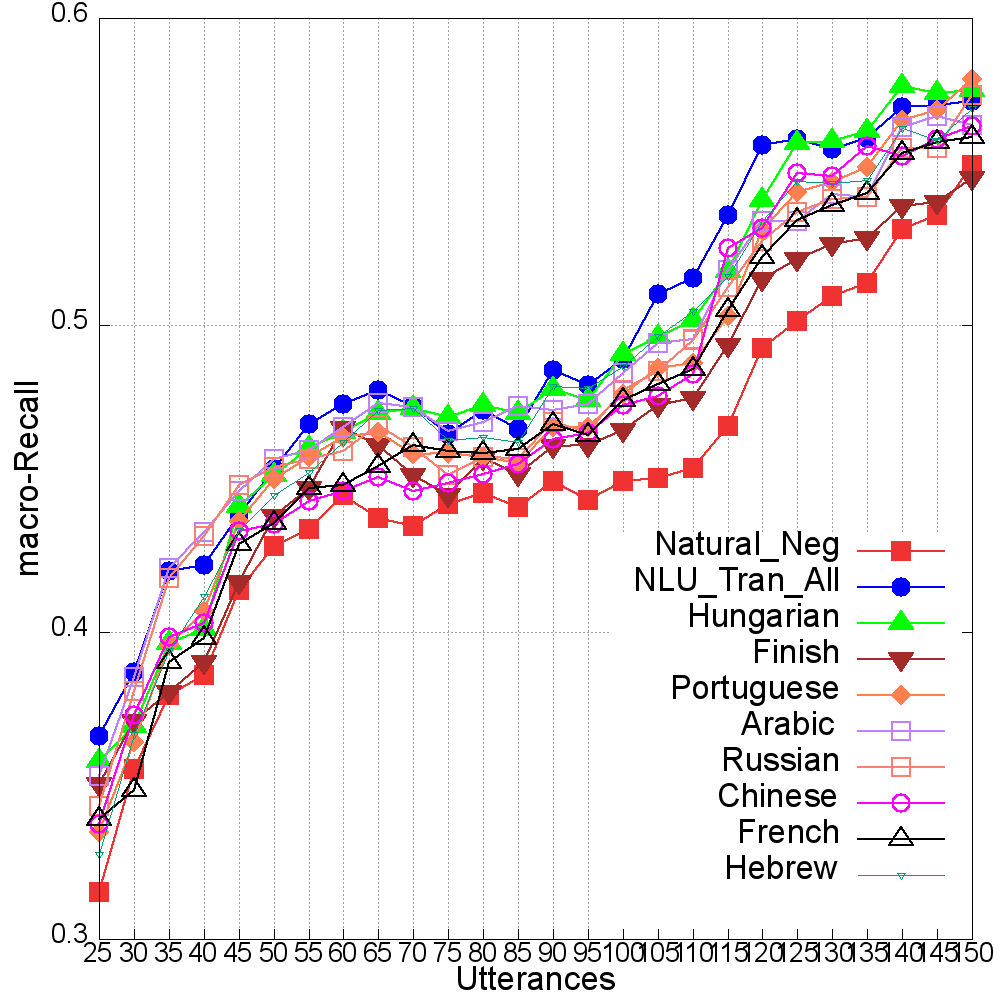 0.6
0.5
0.4
0.3
macro-Recall
Natural_Neg
NLU_Tran_All
Hungarian
Finish
Portuguese
Arabic
Russian
Chinese
French
Hebrew
25 30 35 40 45 50 55 60 65 70 75 80 85 90 95 100 105 110 115 120 125 130 135 140 145 150
Utterances